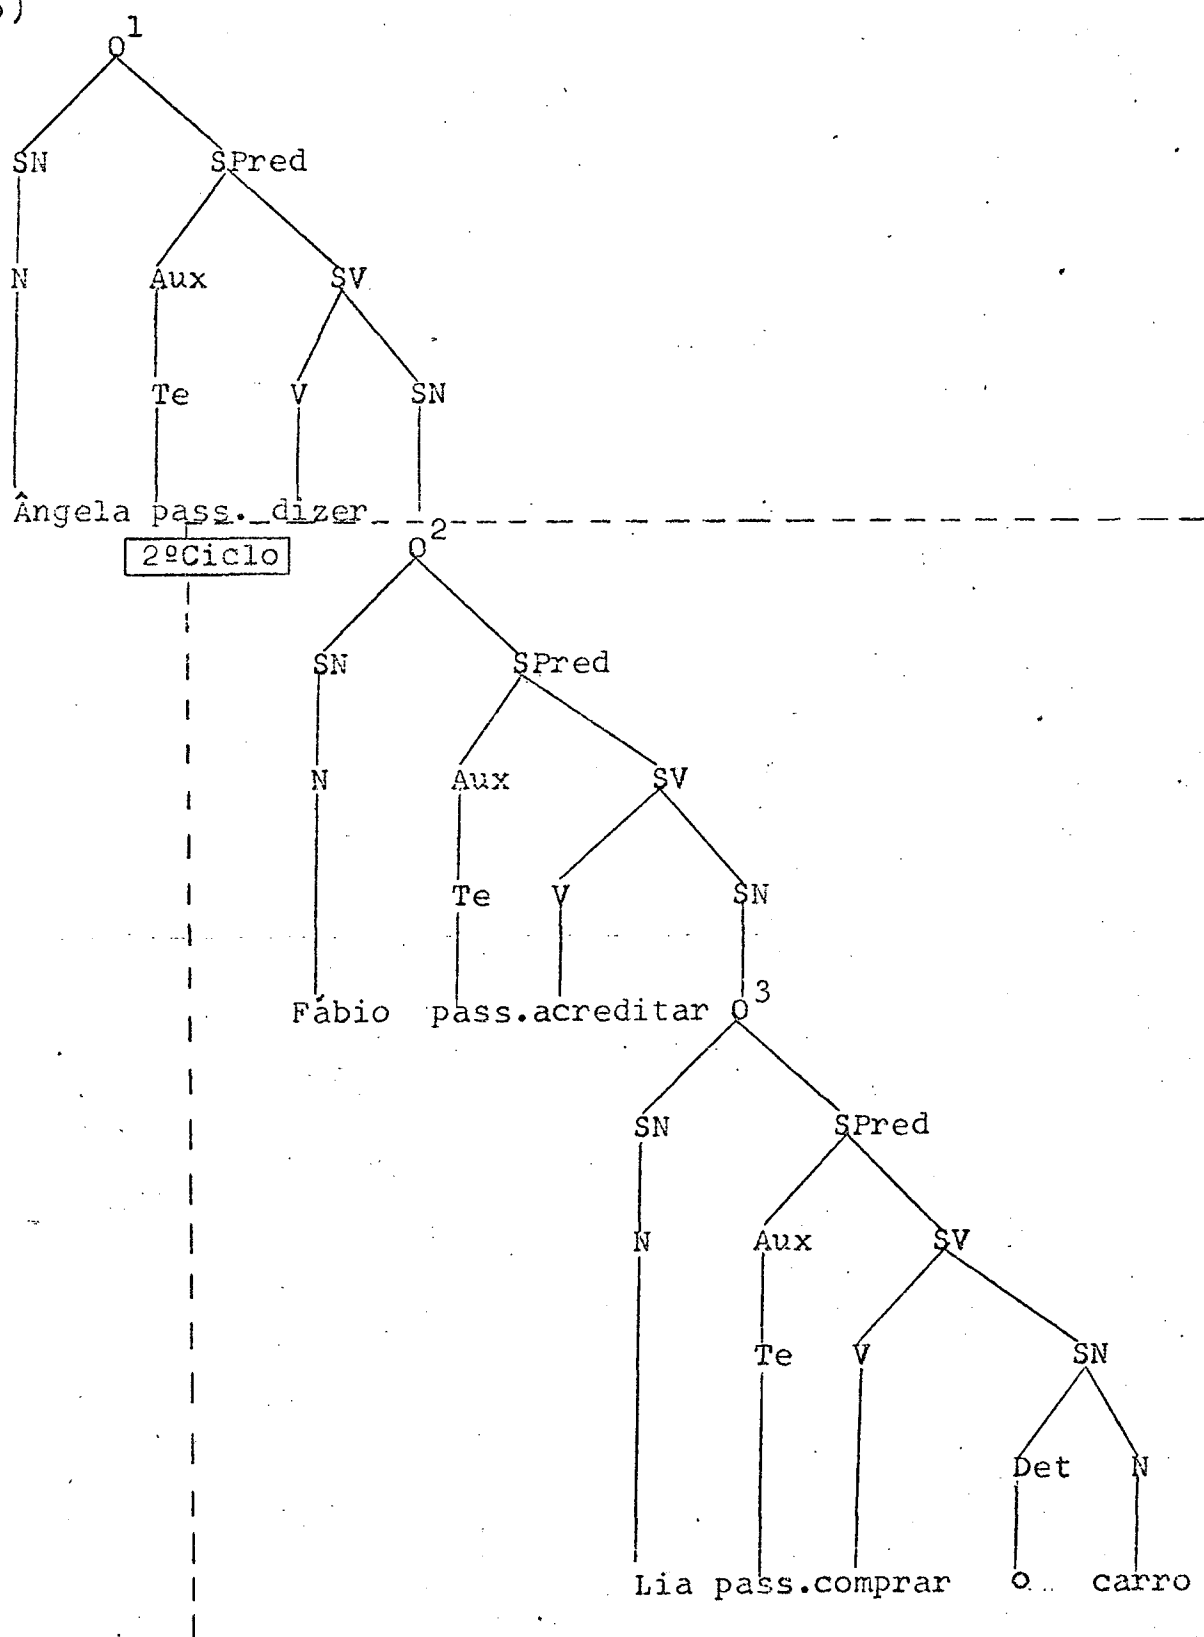 )
O¹
SN SPred
N Aux SV
Te V SN
Ângela pass. dizer
2ºCiclo O²
SN SPred
N Aux SV
Te V SN
Fábio pass.acreditar O³
SN SPred
N Aux SV
Te V SN
Det N
Lia pass.comprar o carro